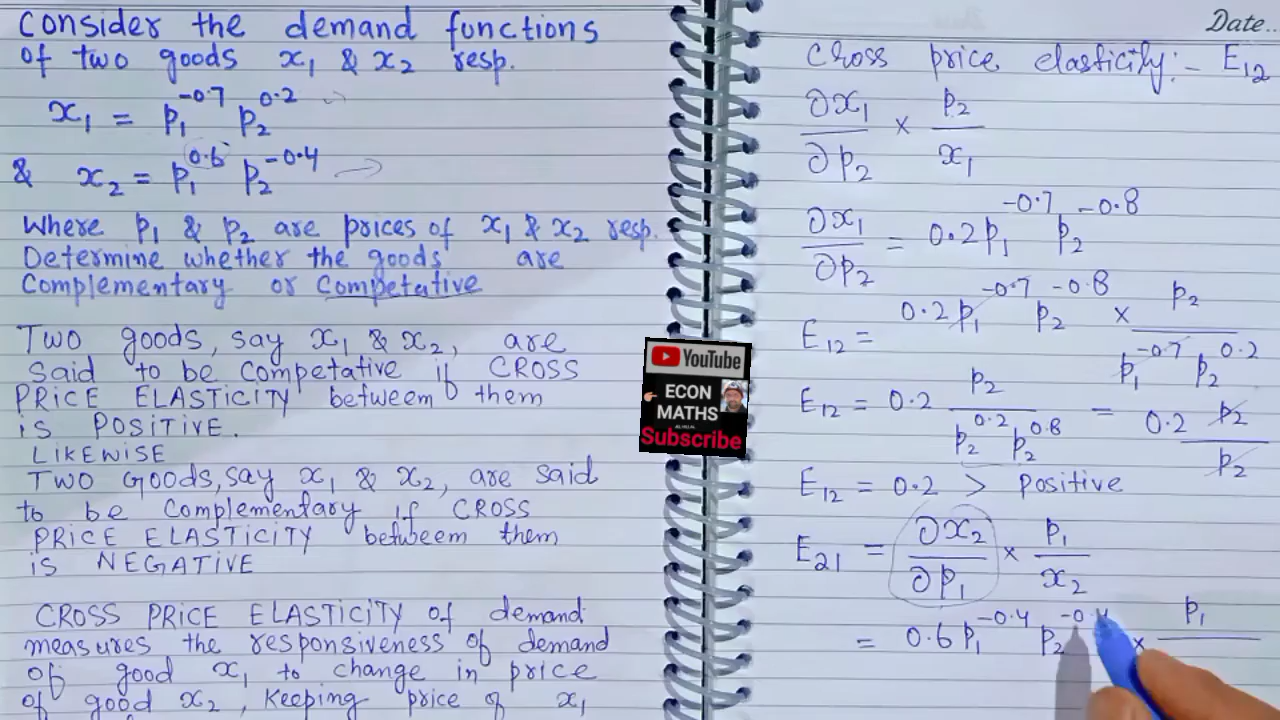 Consider the demand functions
of two goods x₁ & x₂ resp.
x₁ = p₁^-0.7 p₂^0.2
& x₂ = p₁^0.6 p₂^-0.4
Where p₁ & p₂ are prices of x₁ & x₂ resp.
Determine whether the goods are
Complementary or Competative
Two goods, say x₁ & x₂, are
said to be competative if CROSS
PRICE ELASTICITY betweem them
is POSITIVE.
LIKEWISE
TWO GOODS, say x₁ & x₂, are said
to be complementary if CROSS
PRICE ELASTICITY betweem them
is NEGATIVE
CROSS PRICE ELASTICITY of demand
measures the responsiveness of demand
of good x₁ to change in price
of good x₂, keeping price of x₁
YouTube
ECON
MATHS
Subscribe
Date..
Cross price elasticity:- E₁₂
∂x₁/∂p₂ × p₂/x₁
∂x₁/∂p₂ = 0.2 p₁^-0.7 p₂^-0.8
E₁₂ = 0.2 p₁^-0.7 p₂^-0.8 × p₂/(p₁^-0.7 p₂^0.2)
E₁₂ = 0.2 p₂/(p₂^0.2 p₂^0.8) = 0.2 p₂/p₂
E₁₂ = 0.2 > positive
E₂₁ = ∂x₂/∂p₁ × p₁/x₂
= 0.6 p₁^-0.4 p₂ × p₁